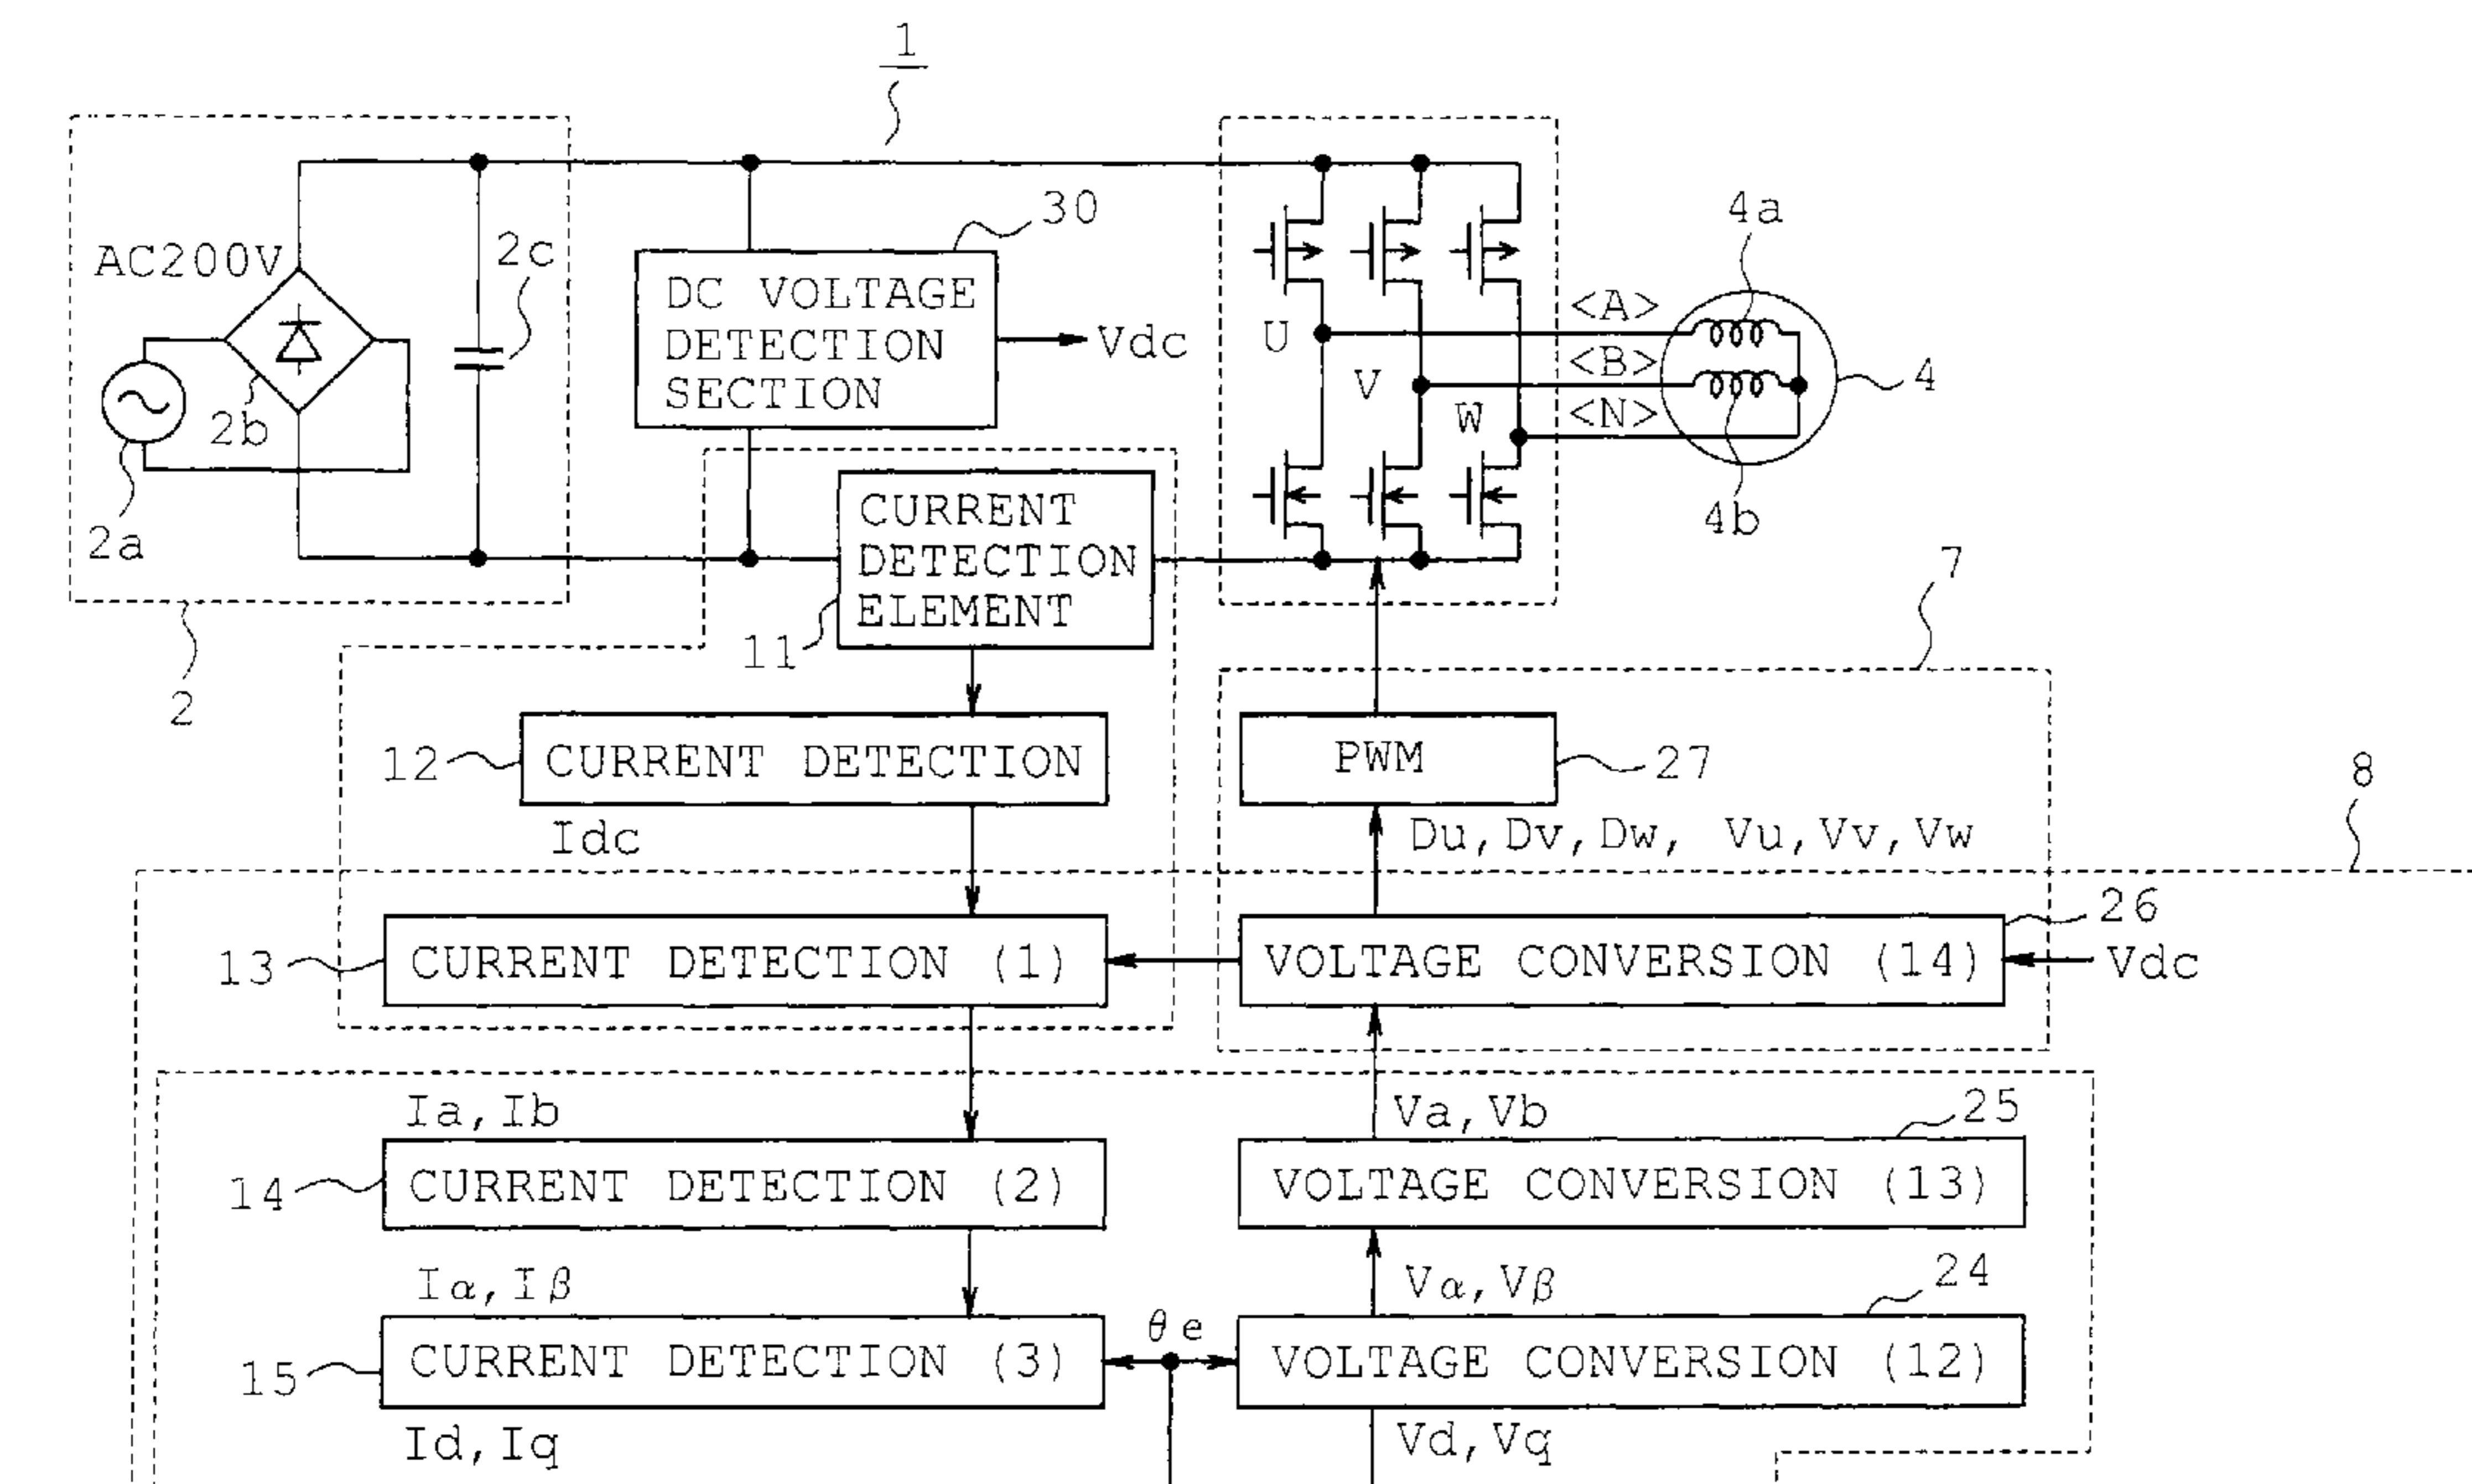 1
30
4a
AC200V
2c
DC VOLTAGE
DETECTION
SECTION
Vdc
<A>
U
<B>
V
4
<N>
W
2b
2a
CURRENT
DETECTION
ELEMENT
4b
11
7
2
12
CURRENT DETECTION
PWM
27
8
Idc
Du,Dv,Dw, Vu,Vv,Vw
26
13
CURRENT DETECTION (1)
VOLTAGE CONVERSION (14)
Vdc
Ia,Ib
Va,Vb
25
14
CURRENT DETECTION (2)
VOLTAGE CONVERSION (13)
Iα,Iβ
Vα,Vβ
24
θe
15
CURRENT DETECTION (3)
VOLTAGE CONVERSION (12)
Id,Iq
Vd,Vq